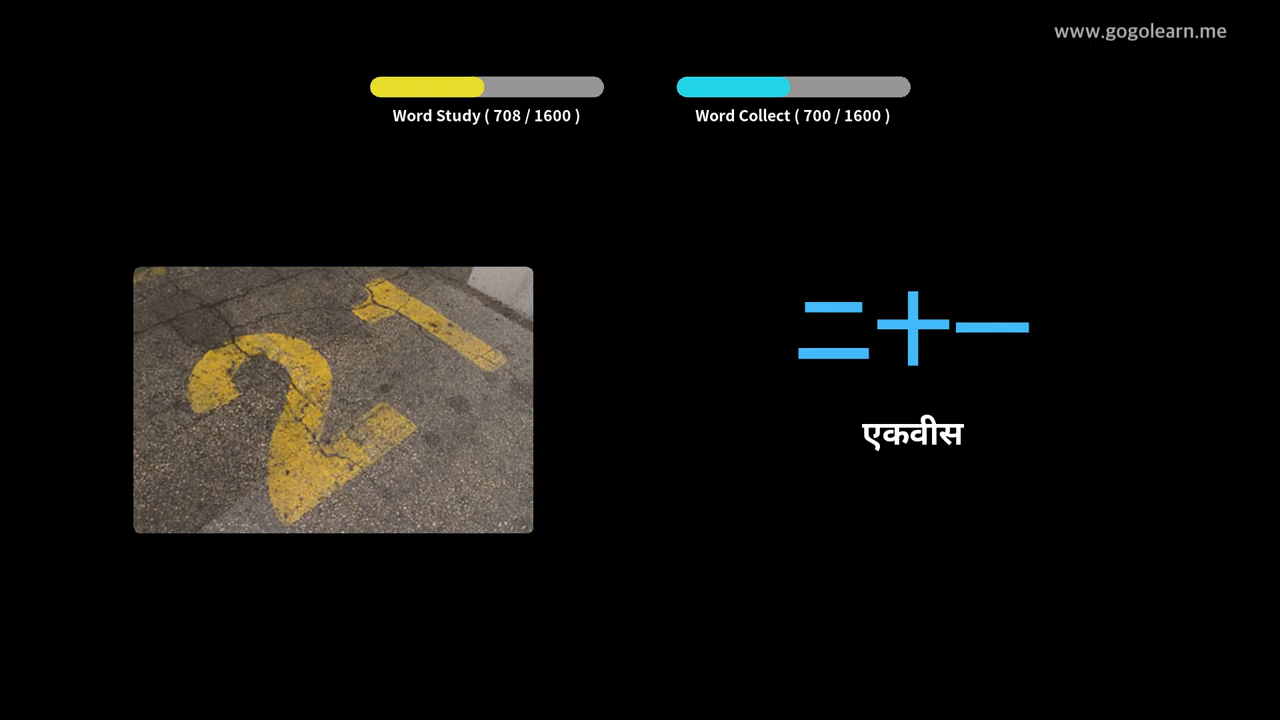 www.gogolearn.me
Word Study ( 708 / 1600 )
Word Collect ( 700 / 1600 )
21
二十一
एकवीस